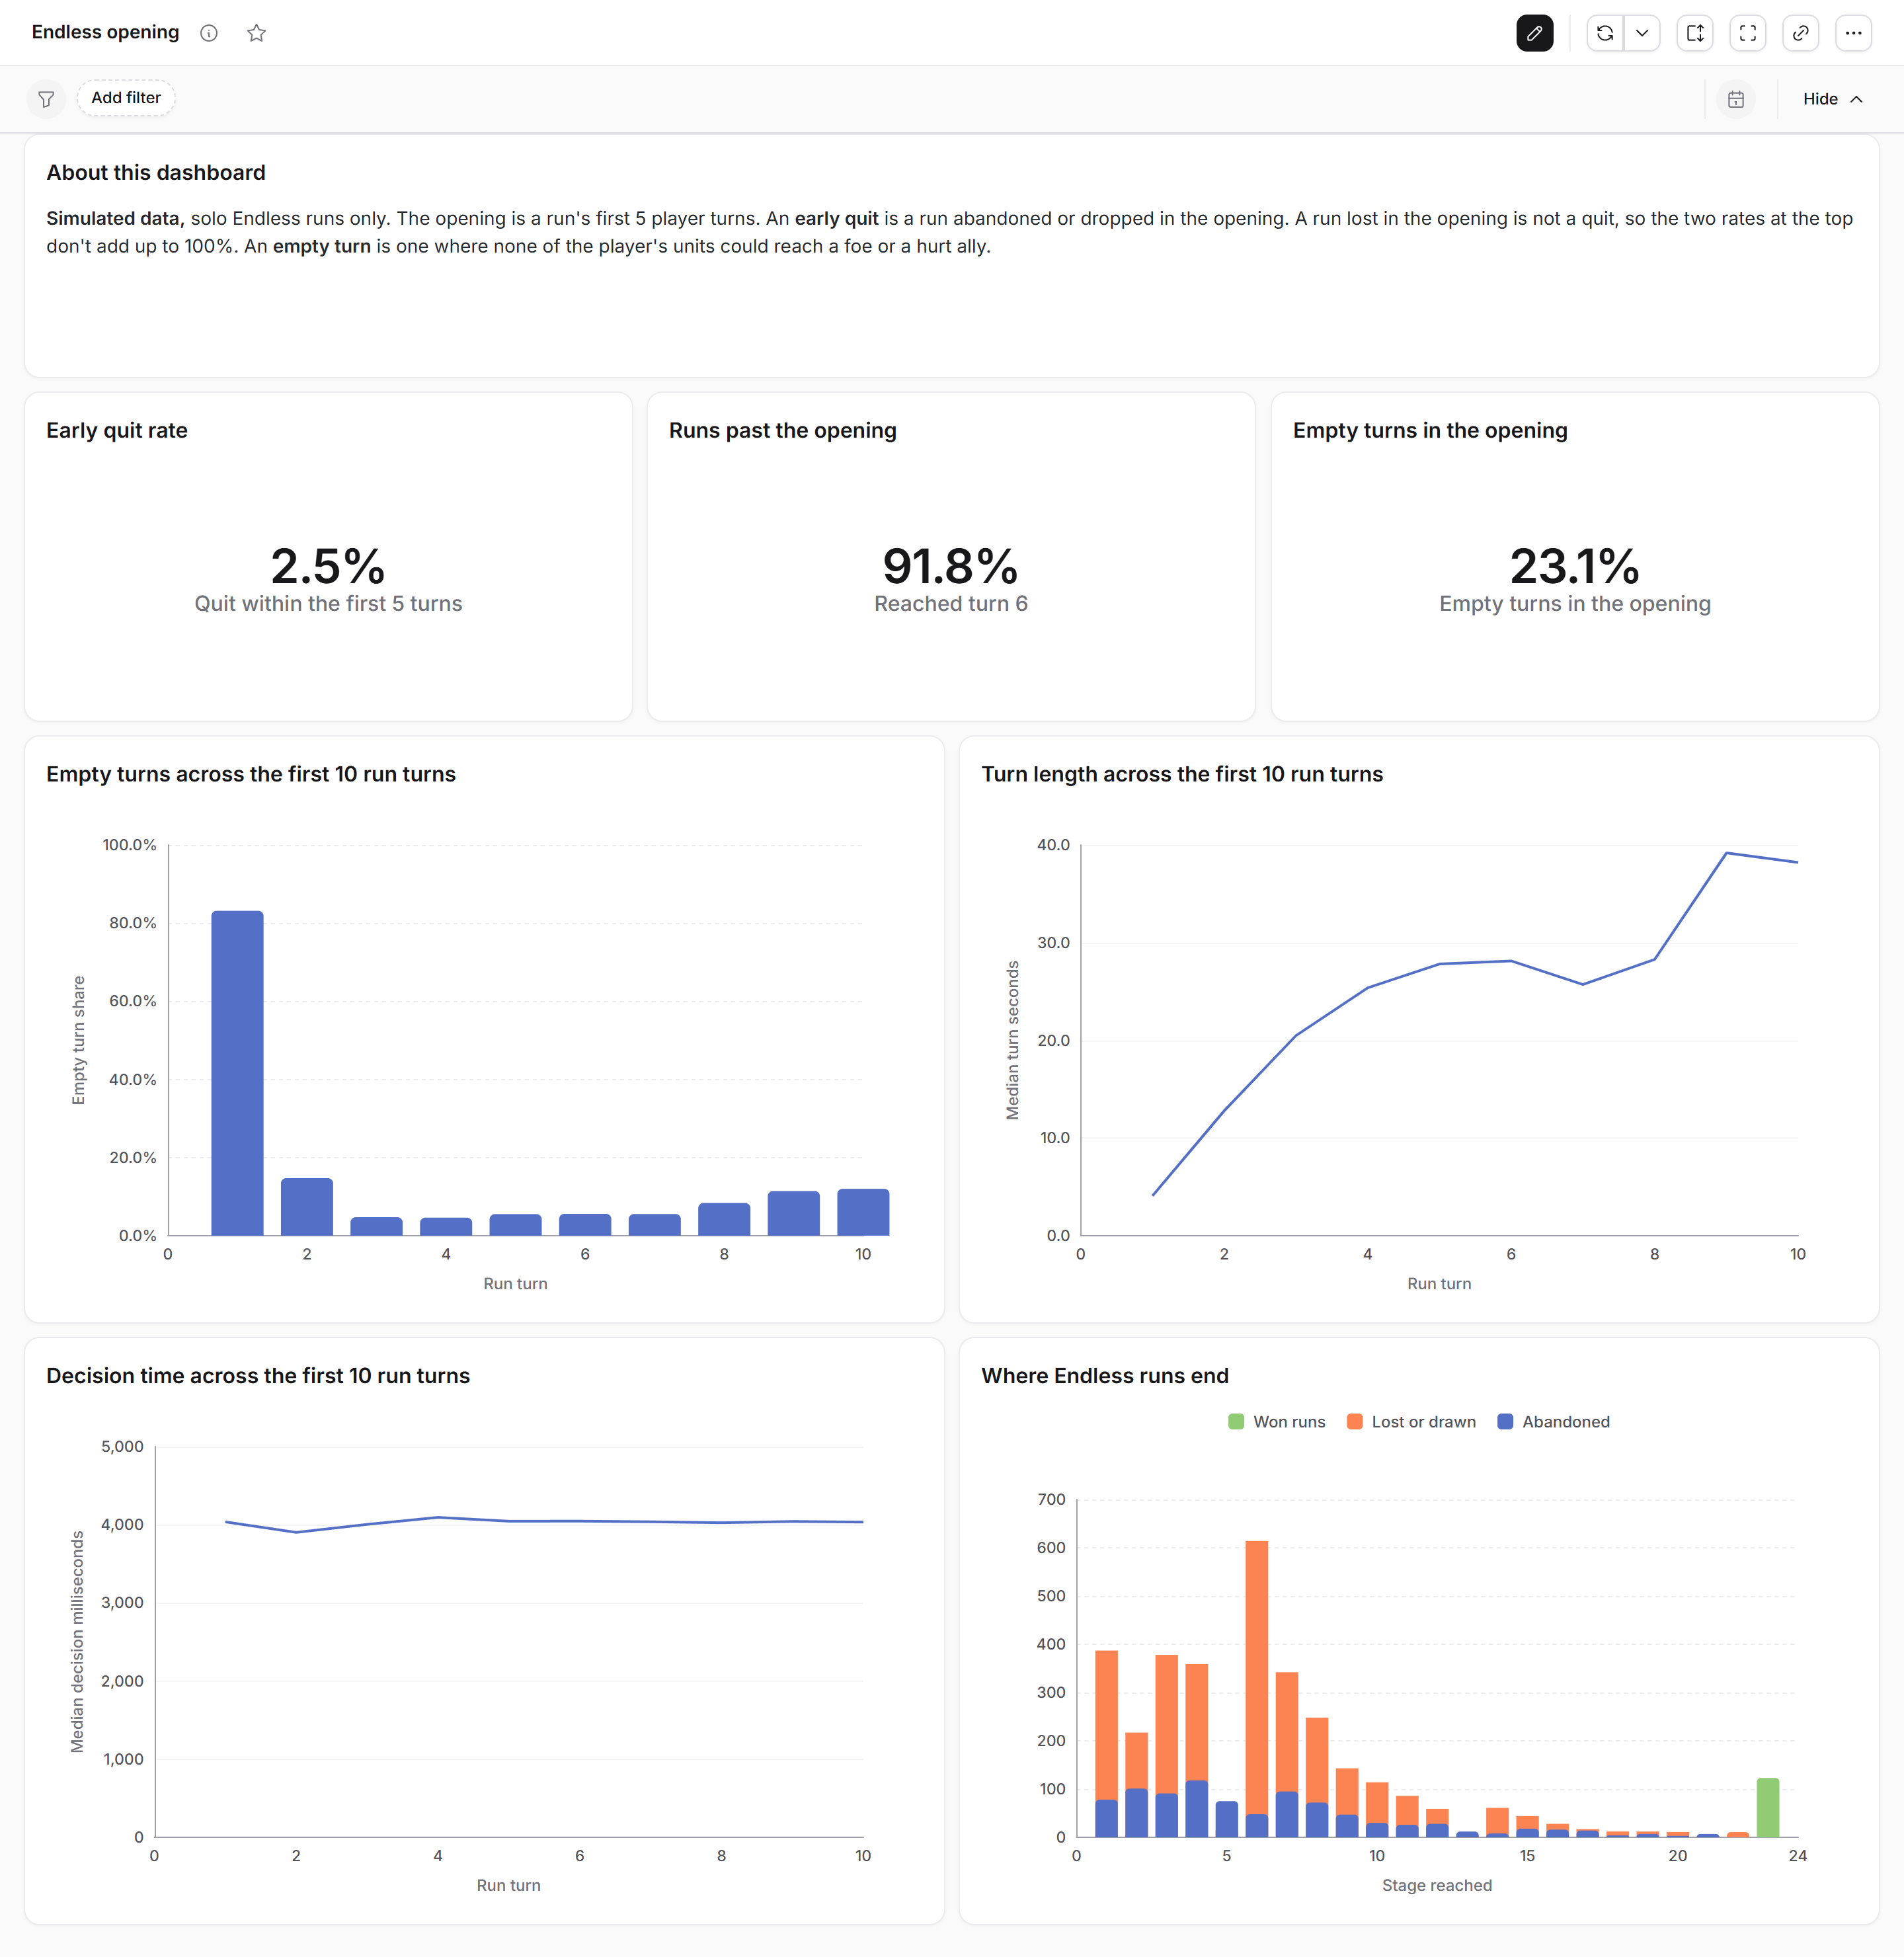 Endless opening
Add filter
Hide
About this dashboard
Simulated data, solo Endless runs only. The opening is a run's first 5 player turns. An early quit is a run abandoned or dropped in the opening. A run lost in the opening is not a quit, so the two rates at the top
don't add up to 100%. An empty turn is one where none of the player's units could reach a foe or a hurt ally.
Early quit rate
2.5%
Quit within the first 5 turns
Runs past the opening
91.8%
Reached turn 6
Empty turns in the opening
23.1%
Empty turns in the opening
Empty turns across the first 10 run turns
Empty turn share
100.0%
80.0%
60.0%
40.0%
20.0%
0.0%
0 2 4 6 8 10
Run turn
Turn length across the first 10 run turns
Median turn seconds
40.0
30.0
20.0
10.0
0.0
0 2 4 6 8 10
Run turn
Decision time across the first 10 run turns
Median decision milliseconds
5,000
4,000
3,000
2,000
1,000
0
0 2 4 6 8 10
Run turn
Where Endless runs end
Won runs Lost or drawn Abandoned
700
600
500
400
300
200
100
0
0 5 10 15 20 24
Stage reached